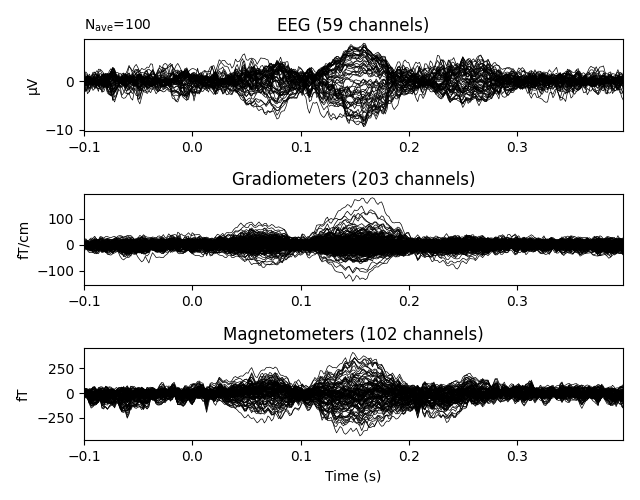 Nave=100
EEG (59 channels)
µV
0
−10
−0.1 0.0 0.1 0.2 0.3
Gradiometers (203 channels)
fT/cm
100
0
−100
−0.1 0.0 0.1 0.2 0.3
Magnetometers (102 channels)
fT
250
0
−250
−0.1 0.0 0.1 0.2 0.3
Time (s)